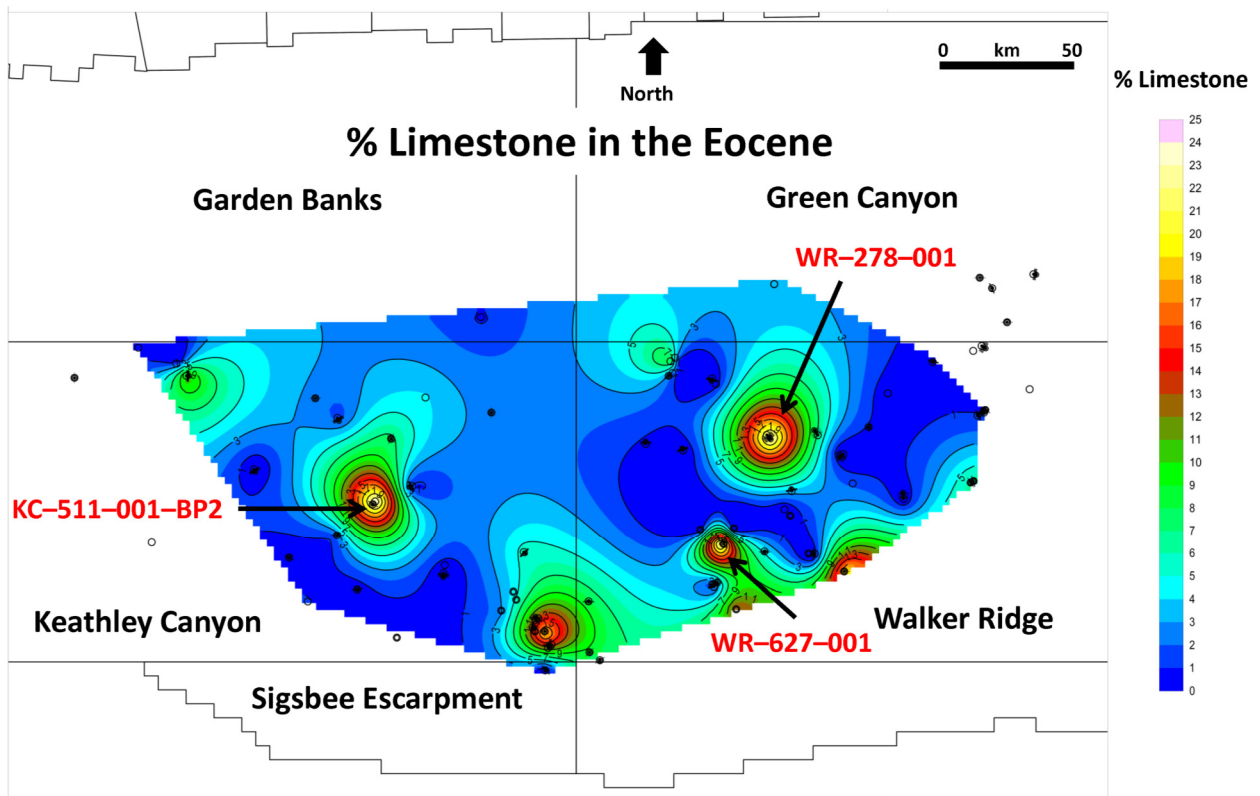 0 km 50
North
% Limestone
% Limestone in the Eocene
Garden Banks
Green Canyon
WR–278–001
KC–511–001–BP2
Keathley Canyon
WR–627–001
Walker Ridge
Sigsbee Escarpment
25
24
23
22
21
20
19
18
17
16
15
14
13
12
11
10
9
8
7
6
5
4
3
2
1
0